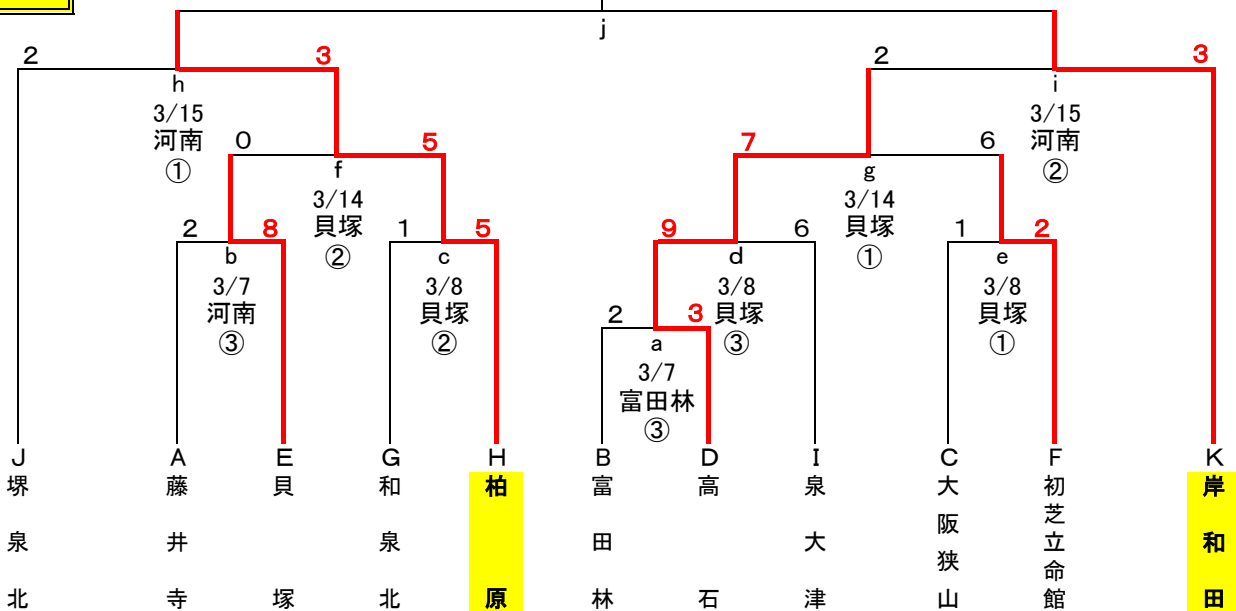 j
2 3 2 3
h i
3/15 3/15
河南 河南
① ②
0 5 7 6
f g
3/14 3/14
貝塚 貝塚
② ①
2 8 1 5 9 6 1 2
b c d e
3/7 3/8 3/8 3/8
河南 貝塚 貝塚 貝塚
③ ② ③ ①
2 3
a
3/7
富田林
③
J A E G H B D I C F K
堺泉北
藤井寺
貝塚
和泉北
柏原
富田林
高石
泉大津
大阪狭山
初芝立命館
岸和田